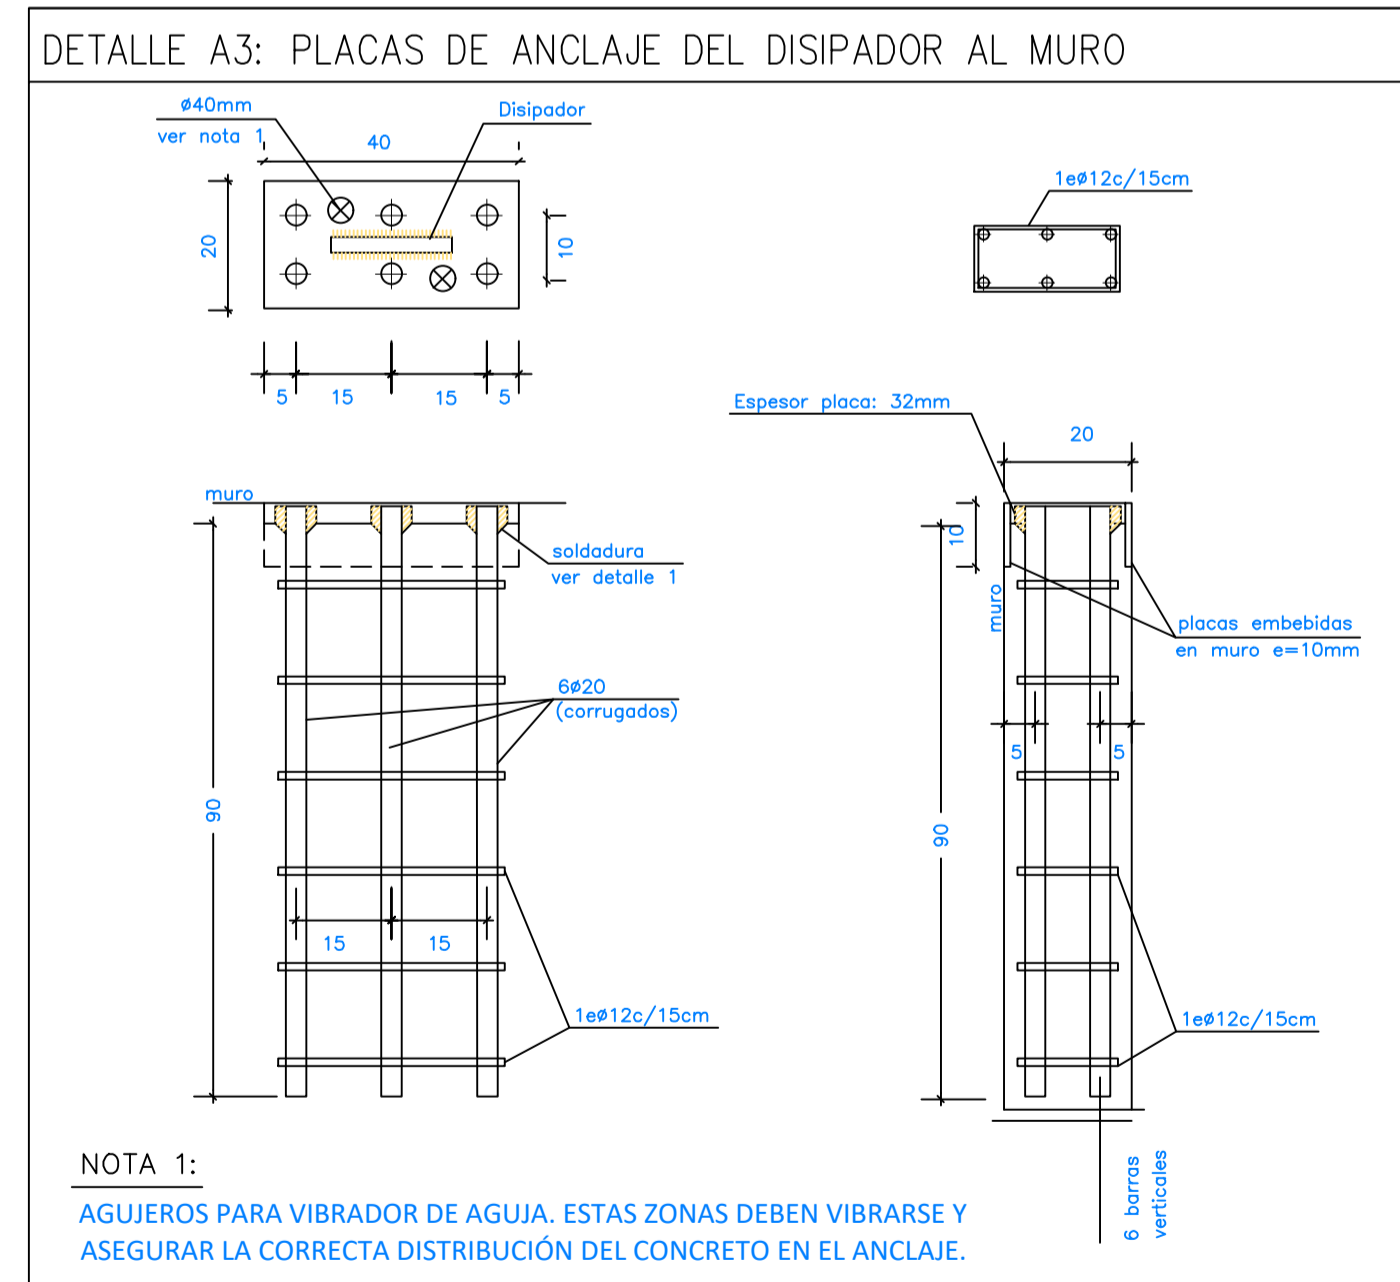 DETALLE A3: PLACAS DE ANCLAJE DEL DISIPADOR AL MURO
ø40mm
ver nota 1
Disipador
40
20
10
5
15
15
5
1eø12c/15cm
Espesor placa: 32mm
20
muro
soldadura
ver detalle 1
10
muro
placas embebidas
en muro e=10mm
6ø20
(corrugados)
5
5
90
90
15
15
1eø12c/15cm
1eø12c/15cm
6 barras
verticales
NOTA 1:
AGUJEROS PARA VIBRADOR DE AGUJA. ESTAS ZONAS DEBEN VIBRARSE Y
ASEGURAR LA CORRECTA DISTRIBUCIÓN DEL CONCRETO EN EL ANCLAJE.